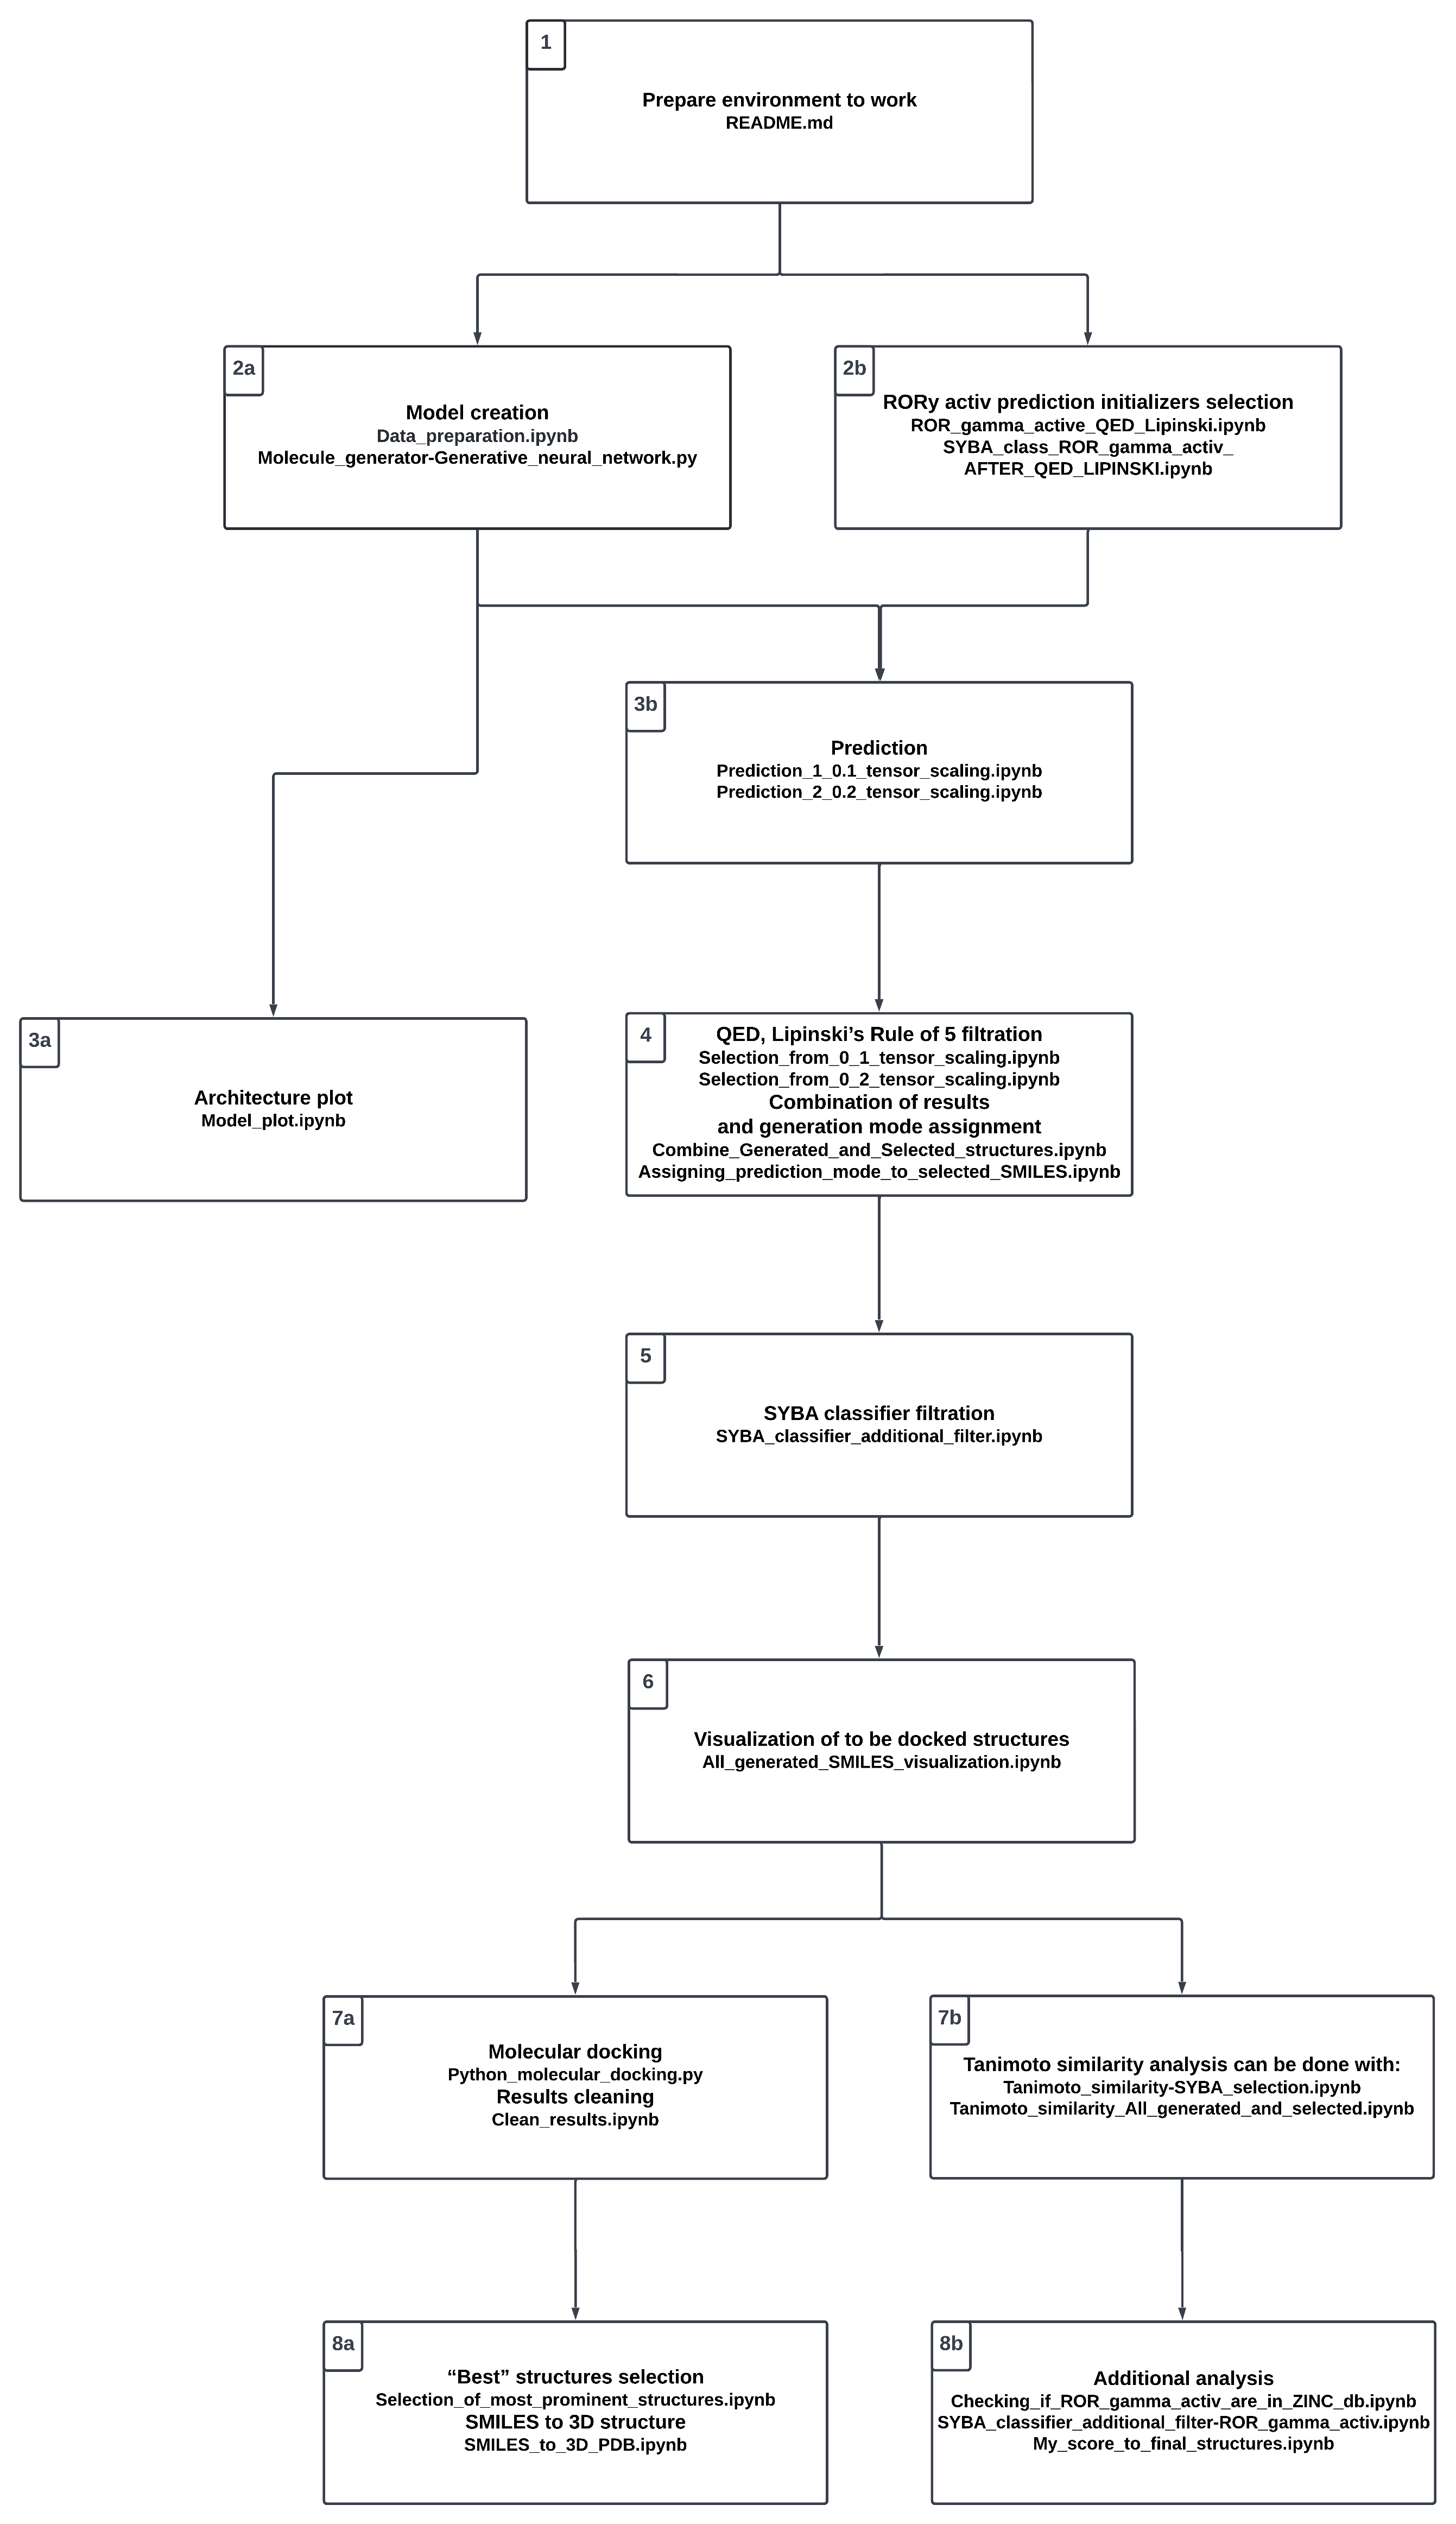 1
Prepare environment to work
README.md
2a
Model creation
Data_preparation.ipynb
Molecule_generator-Generative_neural_network.py
2b
RORy activ prediction initializers selection
ROR_gamma_active_QED_Lipinski.ipynb
SYBA_class_ROR_gamma_activ_
AFTER_QED_LIPINSKI.ipynb
3b
Prediction
Prediction_1_0.1_tensor_scaling.ipynb
Prediction_2_0.2_tensor_scaling.ipynb
3a
Architecture plot
Model_plot.ipynb
4
QED, Lipinski’s Rule of 5 filtration
Selection_from_0_1_tensor_scaling.ipynb
Selection_from_0_2_tensor_scaling.ipynb
Combination of results
and generation mode assignment
Combine_Generated_and_Selected_structures.ipynb
Assigning_prediction_mode_to_selected_SMILES.ipynb
5
SYBA classifier filtration
SYBA_classifier_additional_filter.ipynb
6
Visualization of to be docked structures
All_generated_SMILES_visualization.ipynb
7a
Molecular docking
Python_molecular_docking.py
Results cleaning
Clean_results.ipynb
7b
Tanimoto similarity analysis can be done with:
Tanimoto_similarity-SYBA_selection.ipynb
Tanimoto_similarity_All_generated_and_selected.ipynb
8a
“Best” structures selection
Selection_of_most_prominent_structures.ipynb
SMILES to 3D structure
SMILES_to_3D_PDB.ipynb
8b
Additional analysis
Checking_if_ROR_gamma_activ_are_in_ZINC_db.ipynb
SYBA_classifier_additional_filter-ROR_gamma_activ.ipynb
My_score_to_final_structures.ipynb